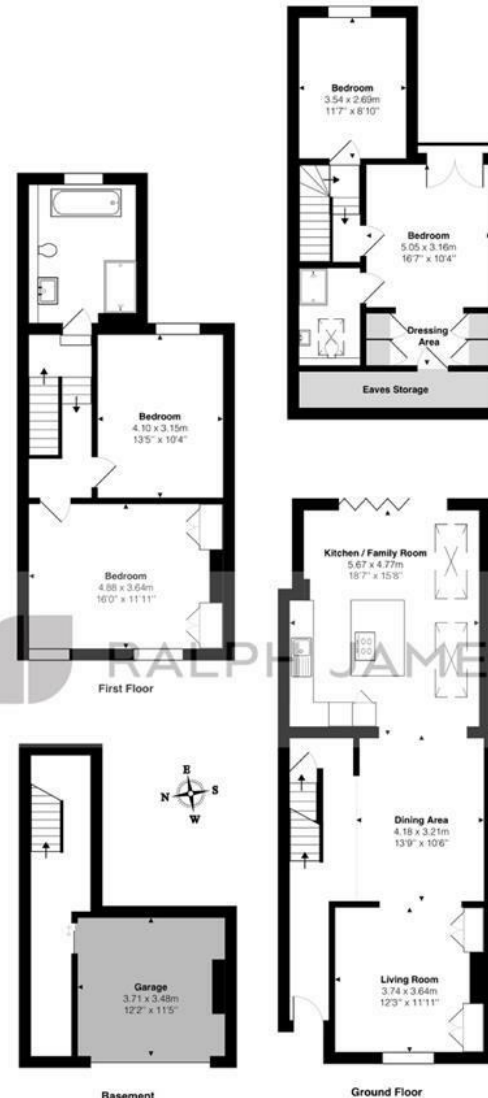 Bedroom
3.54 x 2.69m
11'7" x 8'10"
Bedroom
5.05 x 3.16m
16'7" x 10'4"
Dressing
Area
Eaves Storage
Bedroom
4.10 x 3.15m
13'5" x 10'4"
Bedroom
4.88 x 3.64m
16'0" x 11'11"
First Floor
Kitchen / Family Room
5.67 x 4.77m
18'7" x 15'8"
RALPH JAME
E
N
S
W
Dining Area
4.18 x 3.21m
13'9" x 10'6"
Living Room
3.74 x 3.64m
12'3" x 11'11"
Garage
3.71 x 3.48m
12'2" x 11'5"
Basement
Ground Floor